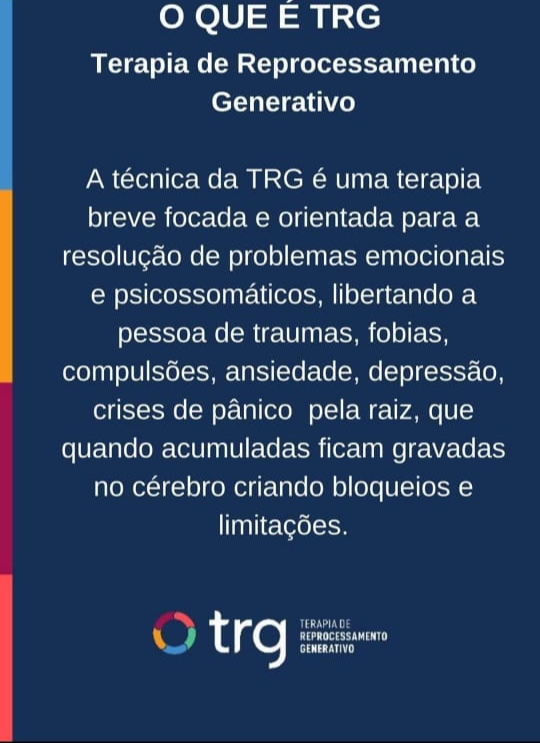 O QUE É TRG
Terapia de Reprocessamento
Generativo
A técnica da TRG é uma terapia
breve focada e orientada para a
resolução de problemas emocionais
e psicossomáticos, libertando a
pessoa de traumas, fobias,
compulsões, ansiedade, depressão,
crises de pânico  pela raiz, que
quando acumuladas ficam gravadas
no cérebro criando bloqueios e
limitações.
trg
TERAPIA DE
REPROCESSAMENTO
GENERATIVO